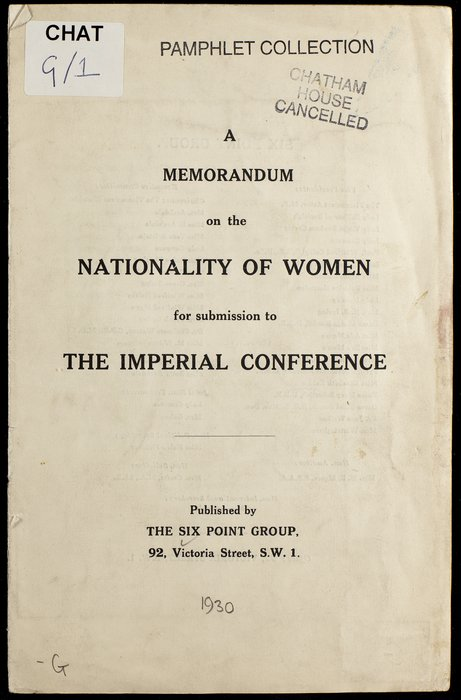 CHAT
9/1
PAMPHLET COLLECTION
CHATHAM
HOUSE
CANCELLED
A
MEMORANDUM
on the
NATIONALITY OF WOMEN
for submission to
THE IMPERIAL CONFERENCE
Published by
THE SIX POINT GROUP,
92, Victoria Street, S.W. 1.
1930
-G